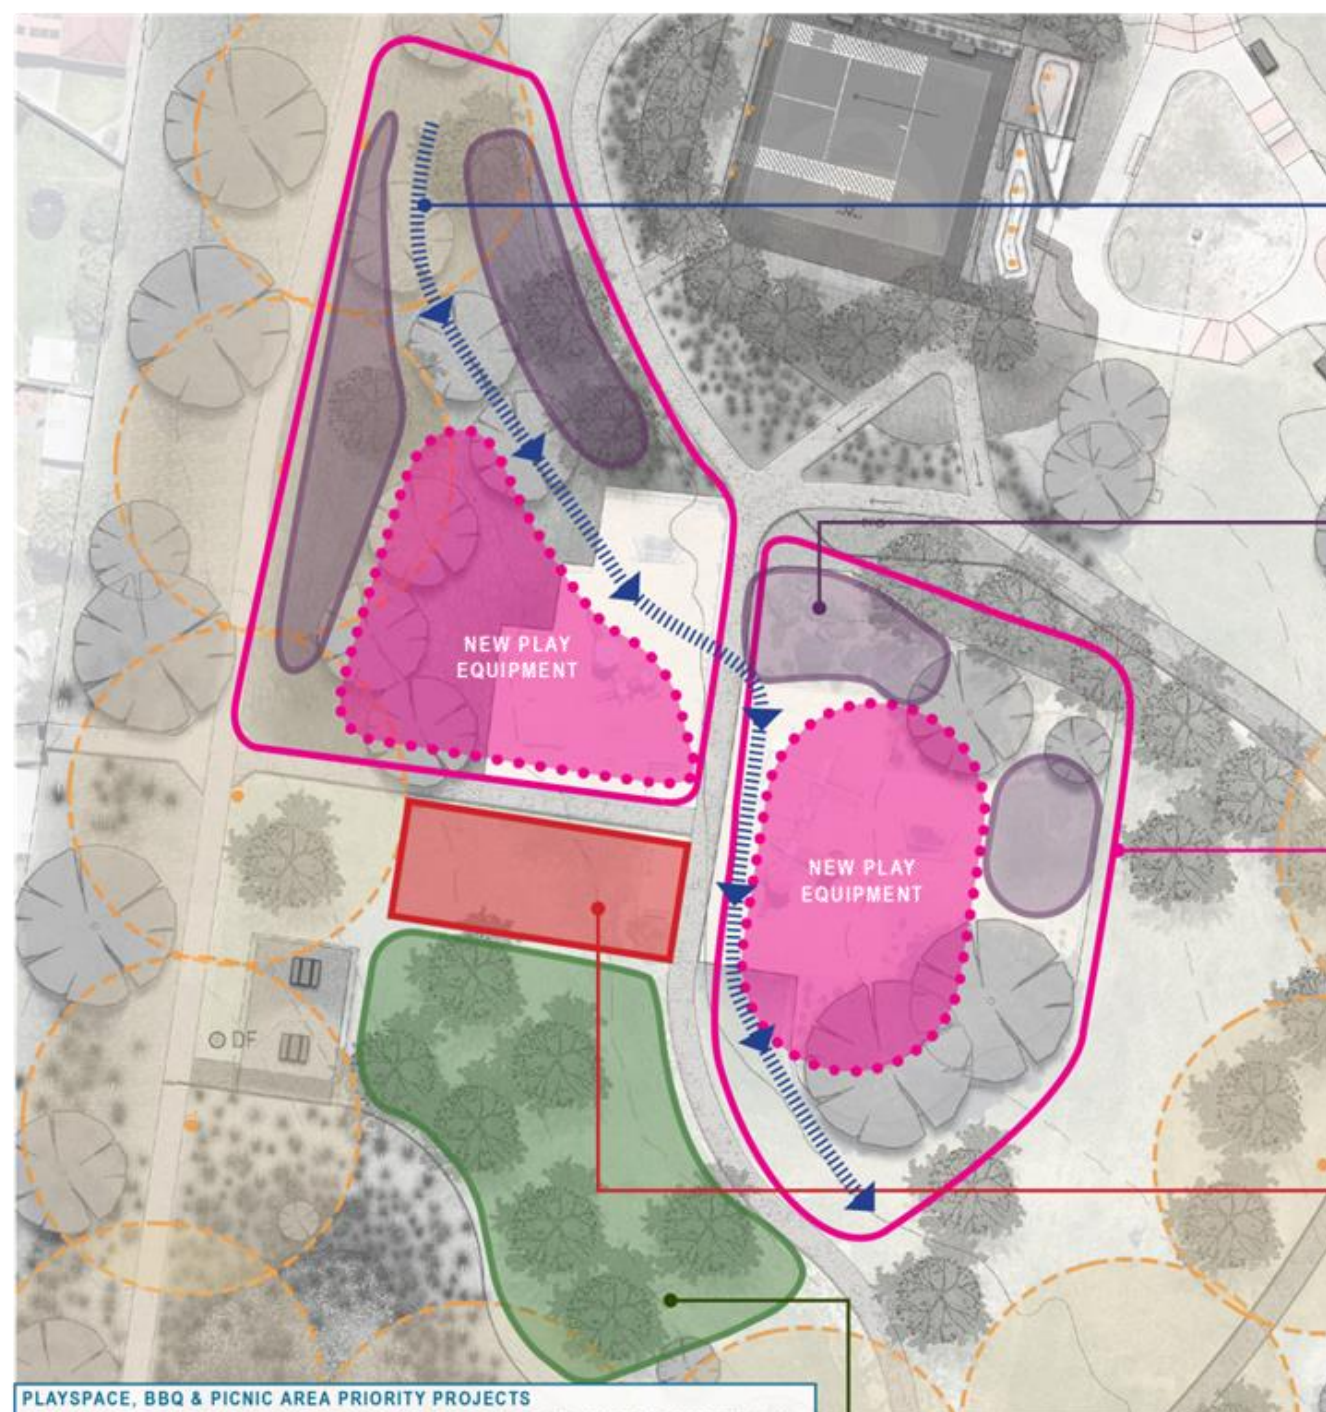 NEW PLAY
EQUIPMENT
NEW PLAY
EQUIPMENT
DF
PLAYSPACE, BBQ & PICNIC AREA PRIORITY PROJECTS